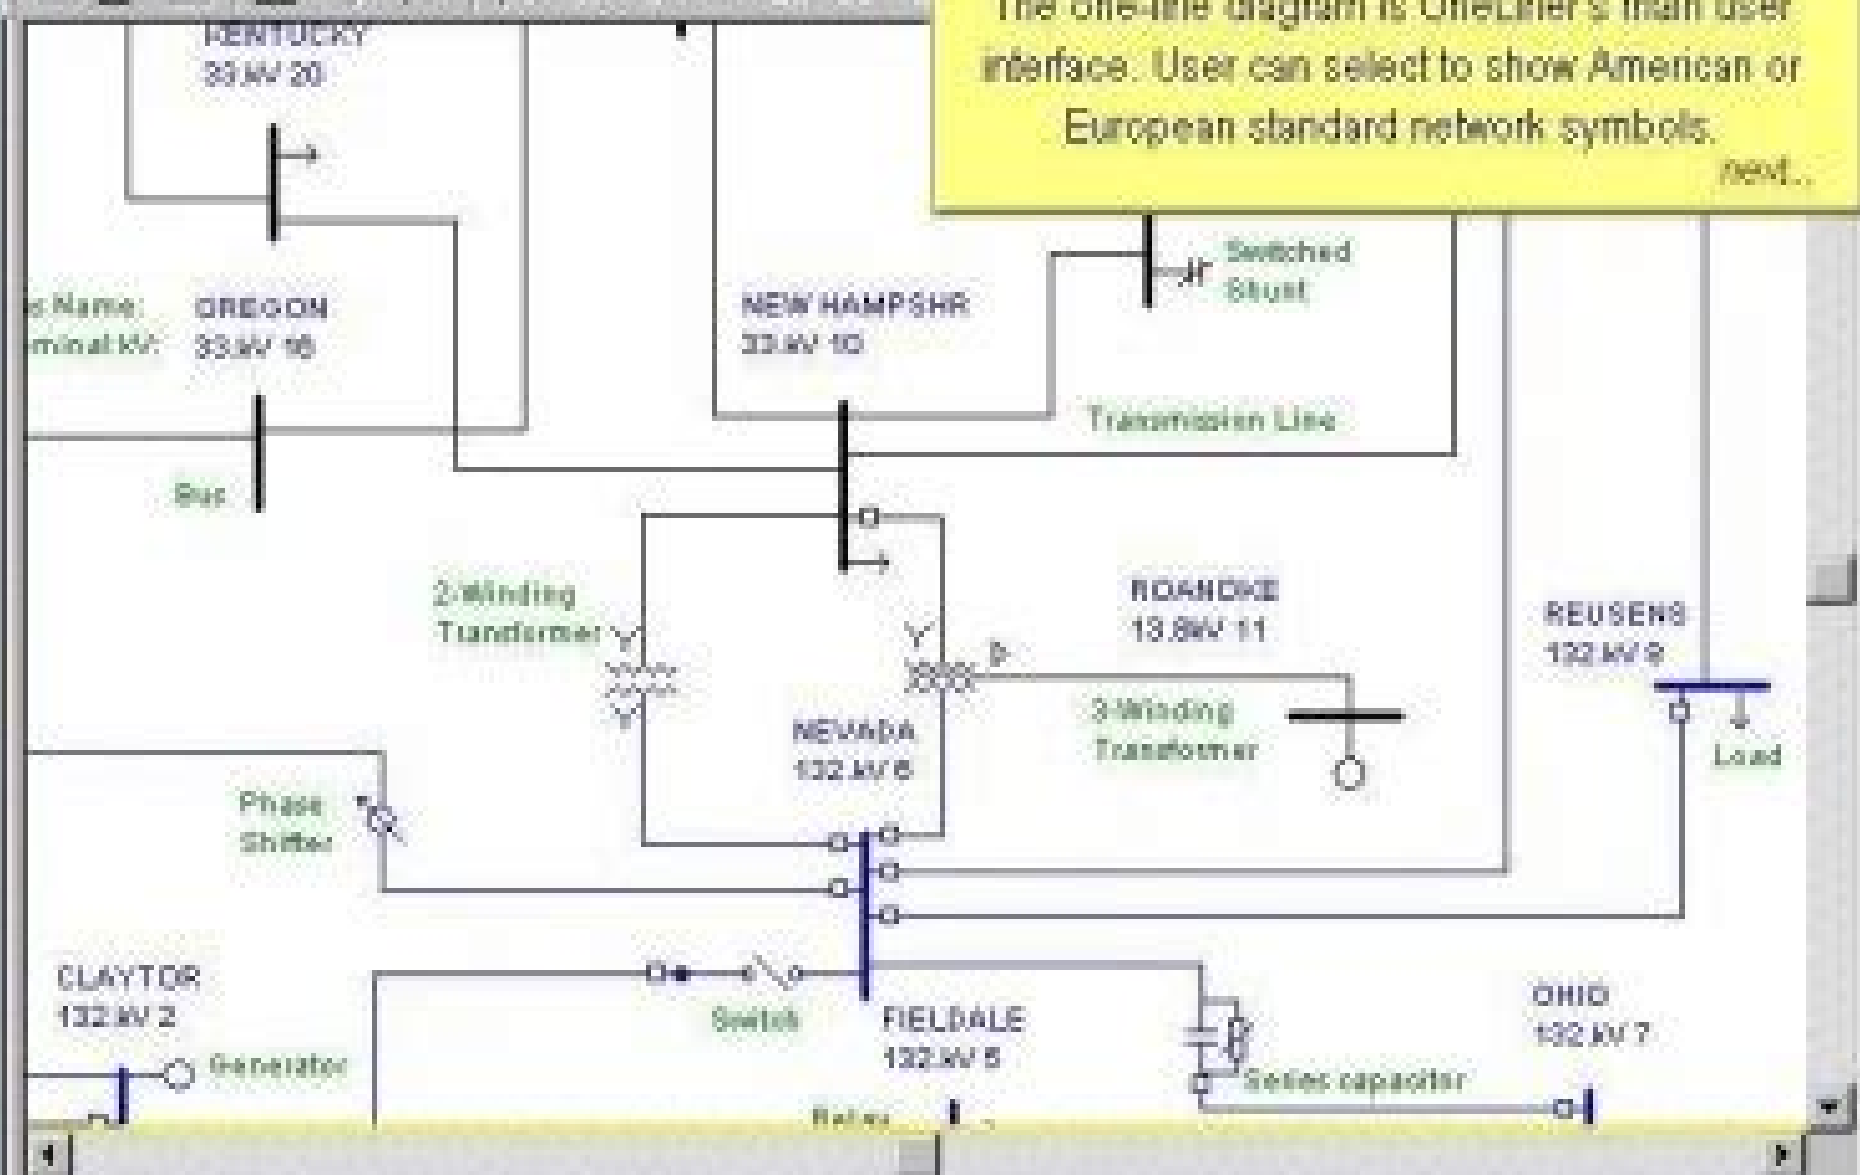 The one-line diagram is OneLiner's main user
interface. User can select to show American or
European standard network symbols.
next...
KENTUCKY
33.kV 20
Switched
Shunt
s Name:
OREGON
minal kV:
33.kV 16
NEW HAMPSHR
33.kV 10
Transmission Line
Bus
2-Winding
Transformer
ROANOKE
13.8kV 11
REUSENS
132.kV 9
3-Winding
Transformer
Load
NEVADA
132.kV 6
Phase
Shifter
CLAYTOR
132.kV 2
Generator
Switch
FIELDALE
132.kV 5
OHIO
132.kV 7
Series capacitor
Relay